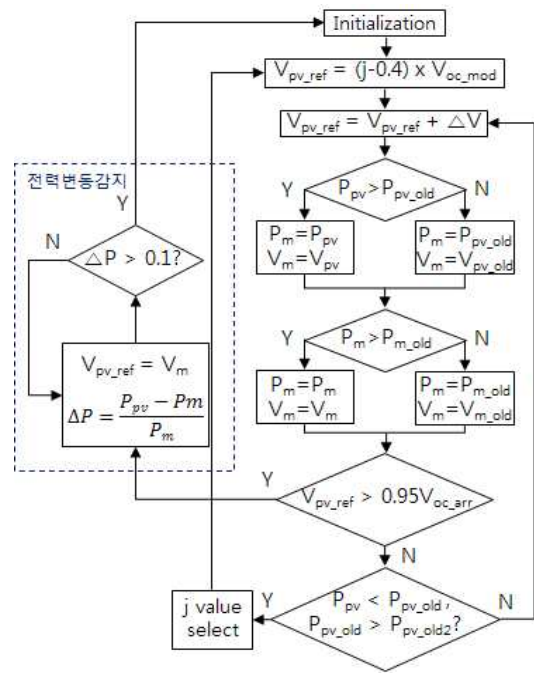 Initialization
V_pv_ref = (j-0.4) x V_oc_mod
V_pv_ref = V_pv_ref + △V
P_pv>P_pv_old
Y
N
P_m=P_pv
V_m=V_pv
P_m=P_pv_old
V_m=V_pv_old
P_m>P_m_old
Y
N
P_m=P_m
V_m=V_m
P_m=P_m_old
V_m=V_m_old
V_pv_ref > 0.95V_oc_arr
Y
N
P_pv < P_pv_old,
P_pv_old > P_pv_old2?
Y
N
j value
select
전력변동감지
Y
N
△P > 0.1?
V_pv_ref = V_m
ΔP = (P_pv − Pm) / P_m